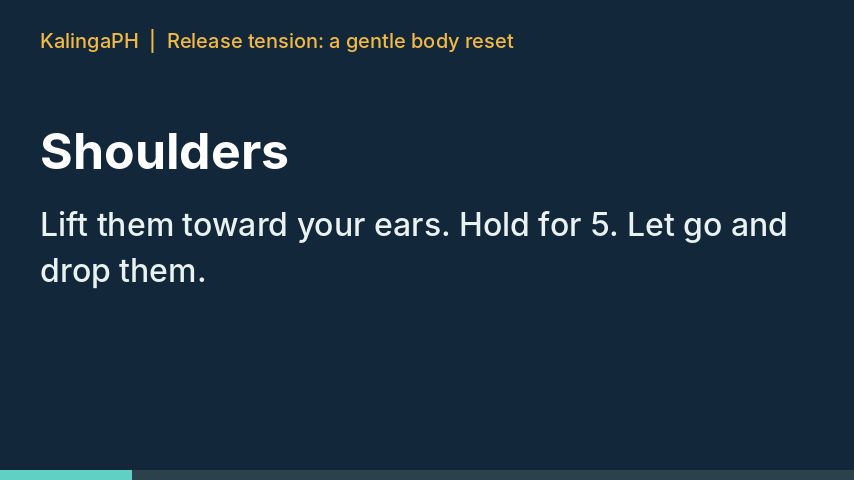 KalingaPH | Release tension: a gentle body reset
Shoulders
Lift them toward your ears. Hold for 5. Let go and
drop them.